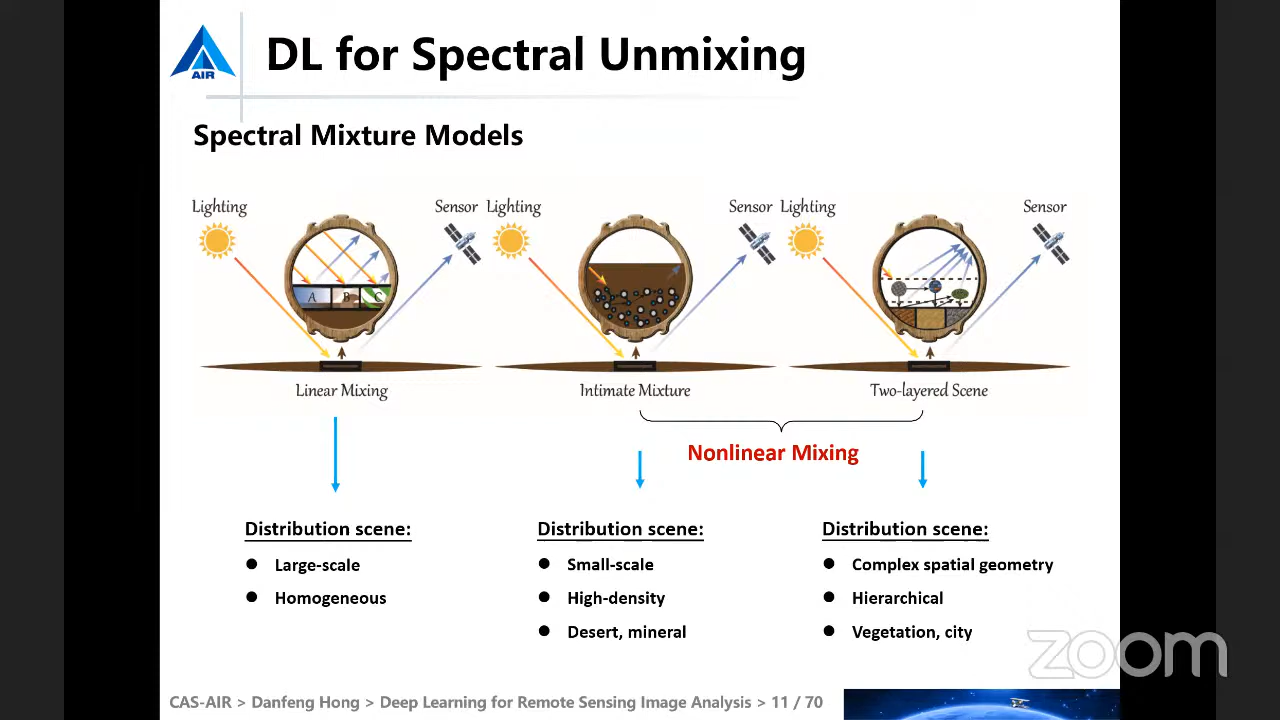 AIR
DL for Spectral Unmixing
Spectral Mixture Models
Lighting
Sensor
Lighting
Sensor
Lighting
Sensor
A
B
C
Linear Mixing
Intimate Mixture
Two-layered Scene
Nonlinear Mixing
Distribution scene:
Large-scale
Homogeneous
Distribution scene:
Small-scale
High-density
Desert, mineral
Distribution scene:
Complex spatial geometry
Hierarchical
Vegetation, city
zoom
CAS-AIR > Danfeng Hong > Deep Learning for Remote Sensing Image Analysis > 11 / 70